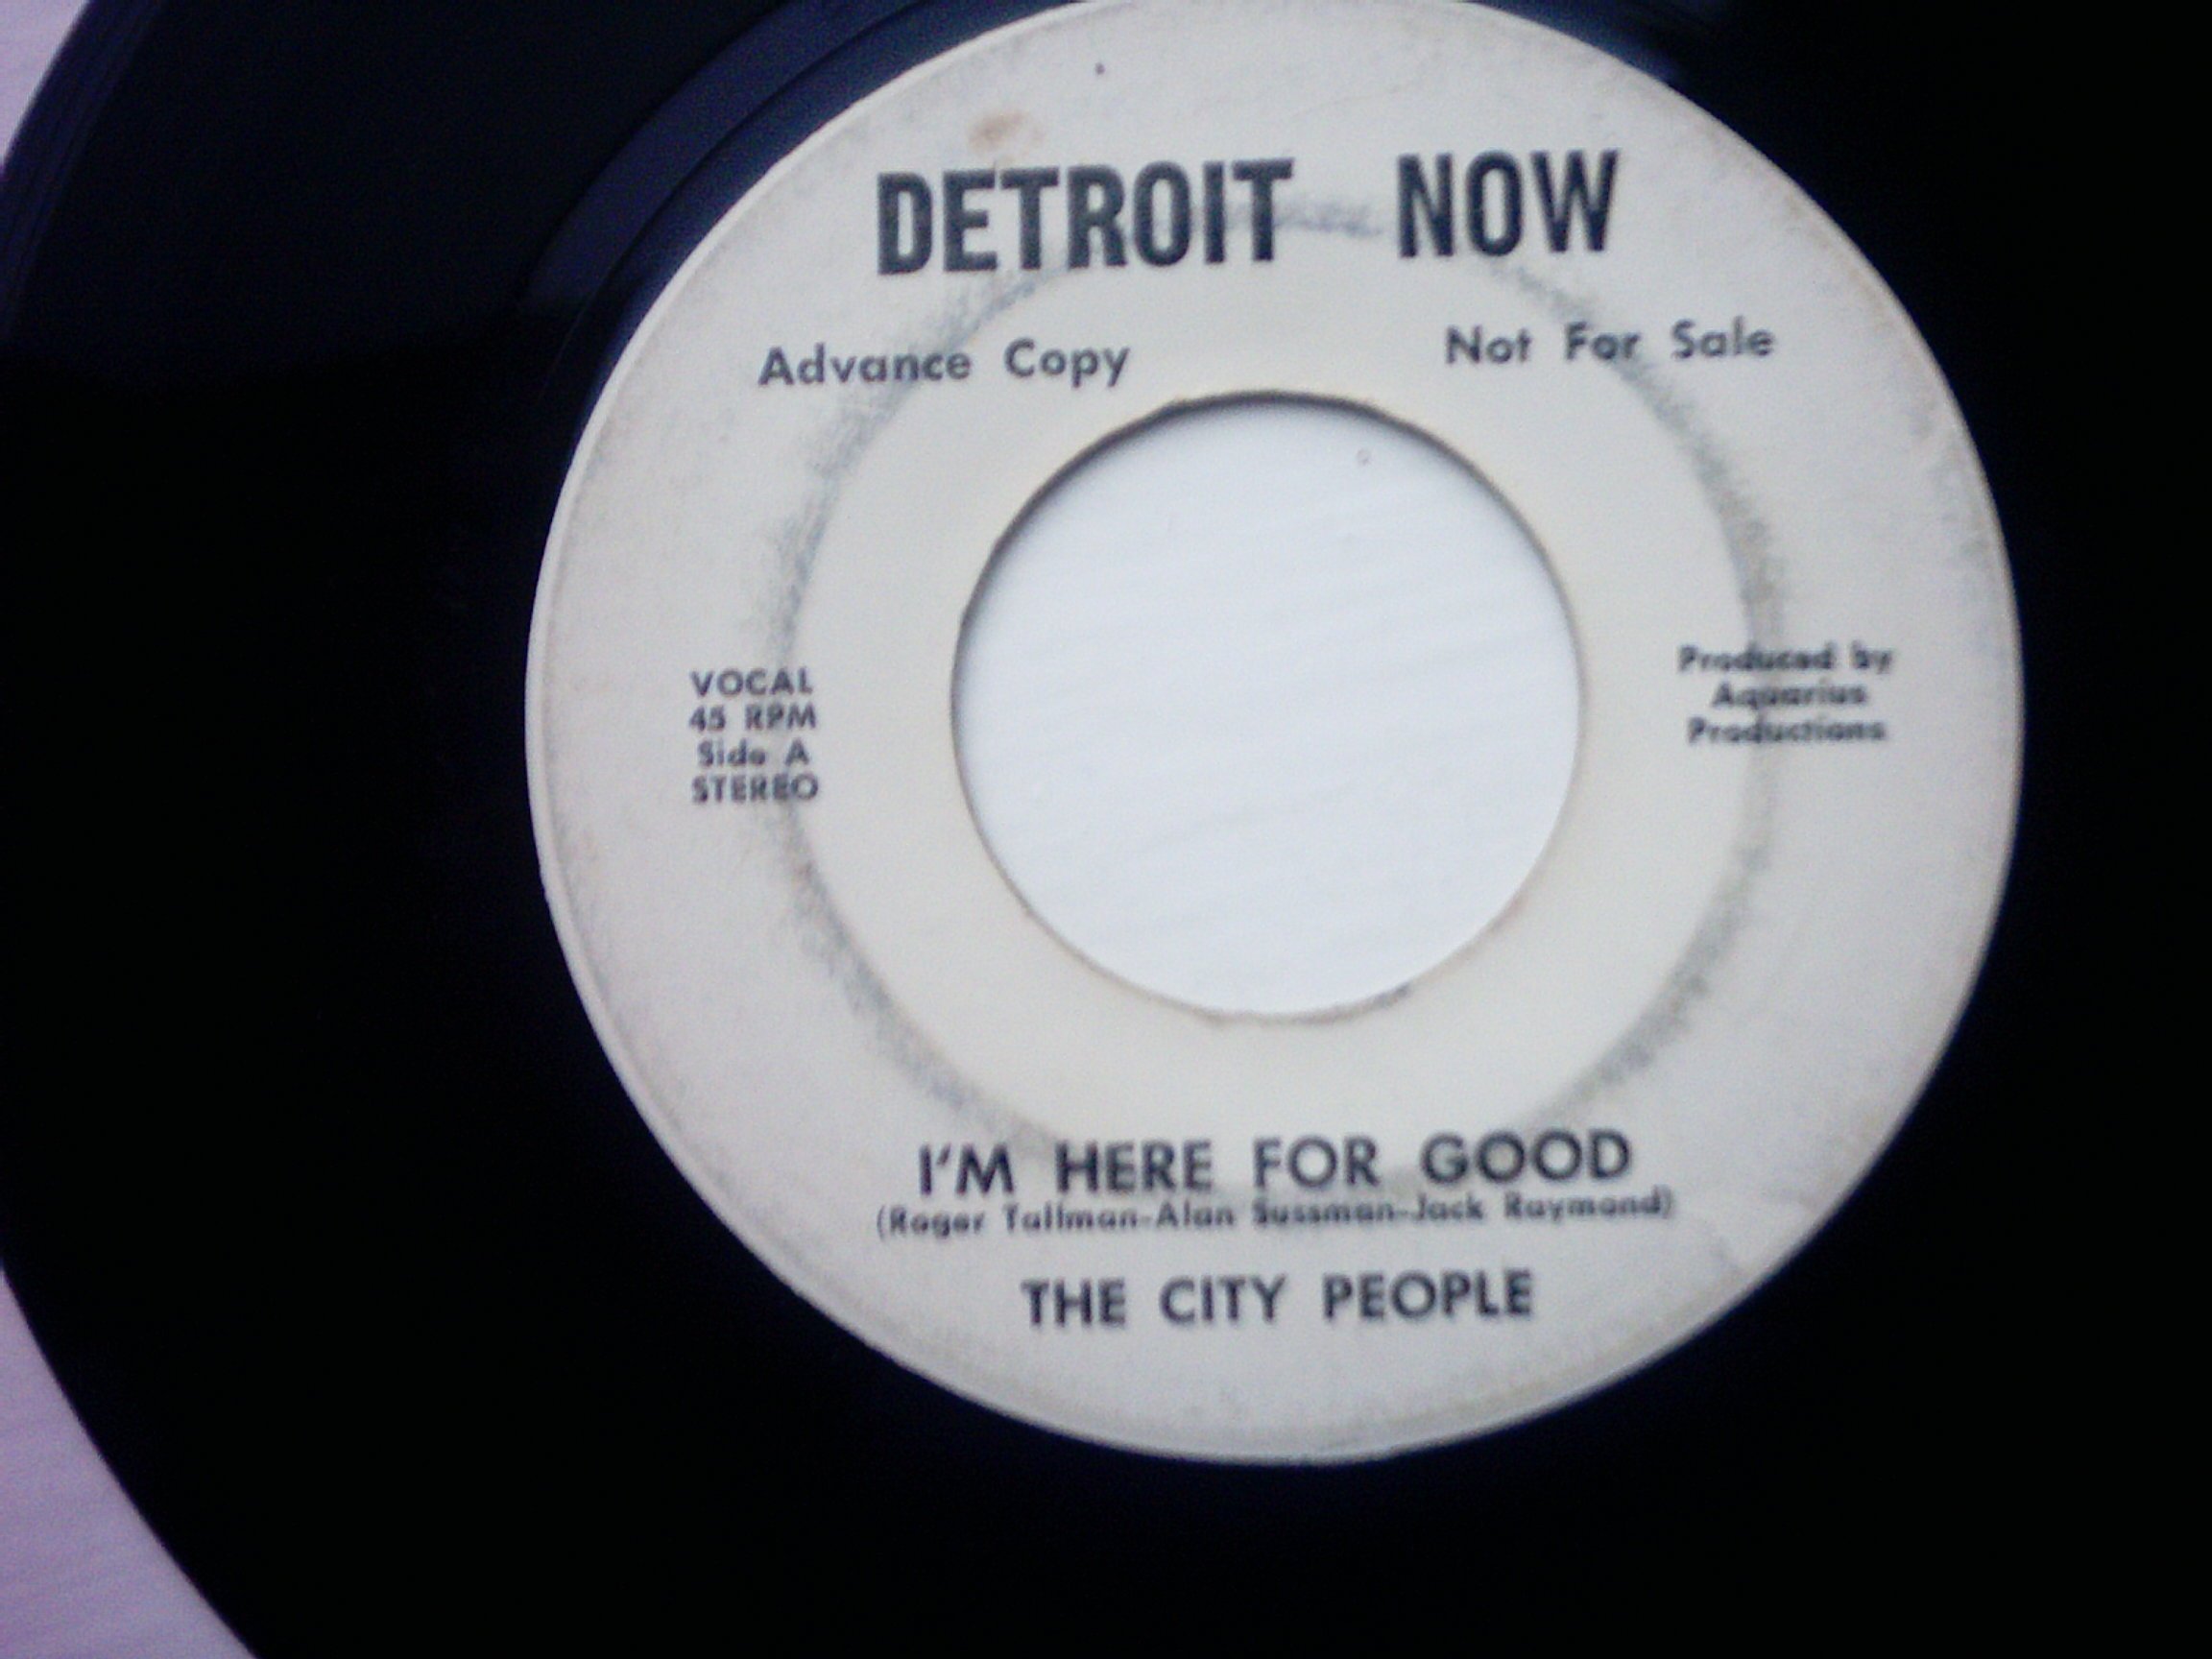 DETROIT NOW
Advance Copy Not For Sale
VOCAL
45 RPM
Side A
STEREO
Produced by
Aquarius
Productions
I'M HERE FOR GOOD
(Roger Tallman-Alan Sussman-Jack Raymond)
THE CITY PEOPLE